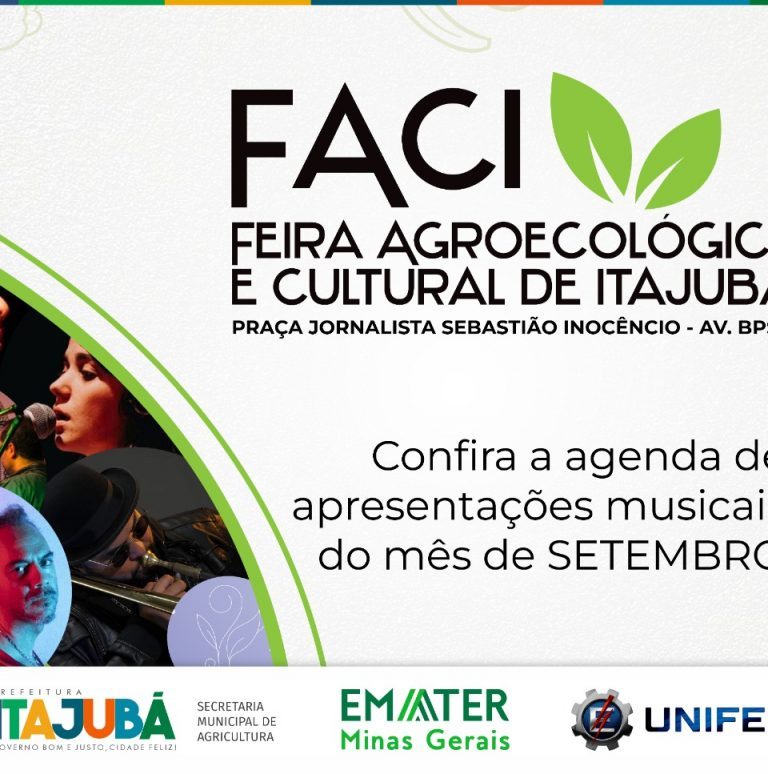 FACI
FEIRA AGROECOLÓGIC
E CULTURAL DE ITAJUBÁ
PRAÇA JORNALISTA SEBASTIÃO INOCÊNCIO - AV. BPS
Confira a agenda de
apresentações musicai
do mês de SETEMBRO
REFEITURA
ITAJUBÁ
OVERNO BOM E JUSTO, CIDADE FELIZ!
SECRETARIA
MUNICIPAL DE
AGRICULTURA
EMATER
Minas Gerais
UNIFE